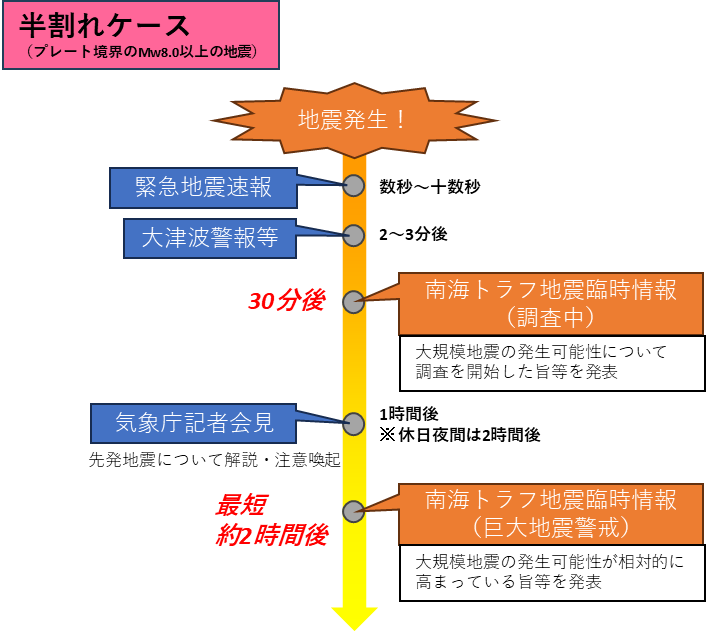 半割れケース
（プレート境界のMw8.0以上の地震）
地震発生！
緊急地震速報
数秒～十数秒
大津波警報等
2～3分後
30分後
南海トラフ地震臨時情報
（調査中）
大規模地震の発生可能性について
調査を開始した旨等を発表
気象庁記者会見
1時間後
※休日夜間は2時間後
先発地震について解説・注意喚起
最短
約2時間後
南海トラフ地震臨時情報
（巨大地震警戒）
大規模地震の発生可能性が相対的に
高まっている旨等を発表